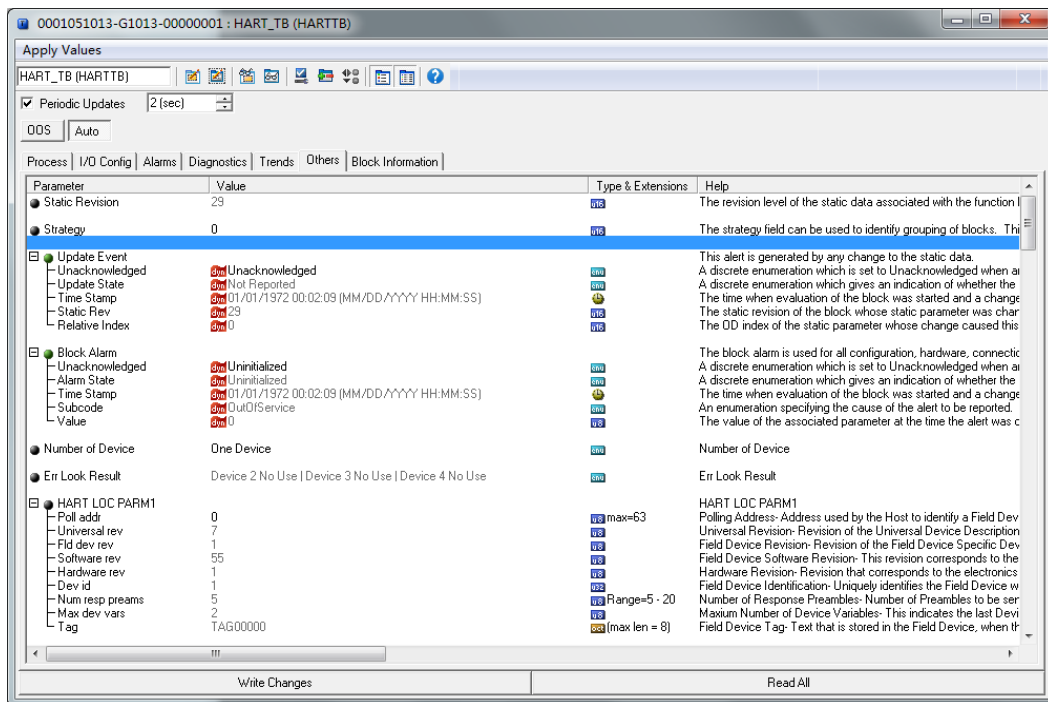 0001051013-G1013-00000001 : HART_TB (HARTTB)
Apply Values
HART_TB (HARTTB)
Periodic Updates 2 (sec)
OOS Auto
Process I/O Config Alarms Diagnostics Trends Others Block Information
Parameter Value Type & Extensions Help
Static Revision 29 u16 The revision level of the static data associated with the function
Strategy 0 u16 The strategy field can be used to identify grouping of blocks. Thi
Update Event This alert is generated by any change to the static data.
Unacknowledged dyn Unacknowledged enu A discrete enumeration which is set to Unacknowledged when
Update State dyn Not Reported enu A discrete enumeration which gives an indication of whether the
Time Stamp dyn 01/01/1972 00:02:09 (MM/DD/YYYY HH:MM:SS) The time when evaluation of the block was started and a change
Static Rev dyn 29 u16 The static revision of the block whose static parameter was
Relative Index dyn 0 u16 The OD index of the static parameter whose change caused this
Block Alarm The block alarm is used for all configuration, hardware, connectic
Unacknowledged dyn Uninitialized enu A discrete enumeration which is set to Unacknowledged when
Alarm State dyn Uninitialized enu A discrete enumeration which gives an indication of whether the
Time Stamp dyn 01/01/1972 00:02:09 (MM/DD/YYYY HH:MM:SS) The time when evaluation of the block was started and a change
Subcode dyn OutOfService enu An enumeration specifying the cause of the alert to be reported.
Value dyn 0 u8 The value of the associated parameter at the time the alert was
Number of Device One Device enu Number of Device
Err Look Result Device 2 No Use | Device 3 No Use | Device 4 No Use enu Err Look Result
HART LOC PARM1 HART LOC PARM1
Poll addr 0 u8 max=63 Polling Address- Address used by the Host to identify a Field Dev
Universal rev 7 u8 Universal Revision- Revision of the Universal Device Description
Fld dev rev 1 u8 Field Device Revision- Revision of the Field Device Specific Dev
Software rev 55 u8 Field Device Software Revision- This revision corresponds to the
Hardware rev 1 u8 Hardware Revision- Revision that corresponds to the electronics
Dev id 1 u32 Field Device Identification- Uniquely identifies the Field Device w
Num resp preams 5 u8 Range=5 - 20 Number of Response Preambles- Number of Preambles to be ser
Max dev vars 2 u8 Maxium Number of Device Variables- This indicates the last Devi
Tag TAG00000 oct (max len = 8) Field Device Tag- Text that is stored in the Field Device, when th
Write Changes Read All